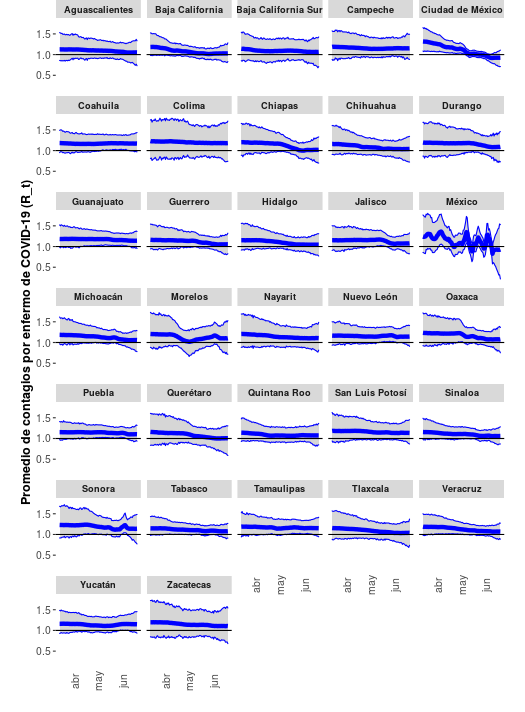 Promedio de contagios por enfermo de COVID-19 (R_t)
Aguascalientes Baja California Baja California Sur Campeche Ciudad de México
1.5
1.0
0.5
Coahuila Colima Chiapas Chihuahua Durango
1.5
1.0
0.5
Guanajuato Guerrero Hidalgo Jalisco México
1.5
1.0
0.5
Michoacán Morelos Nayarit Nuevo León Oaxaca
1.5
1.0
0.5
Puebla Querétaro Quintana Roo San Luis Potosí Sinaloa
1.5
1.0
0.5
Sonora Tabasco Tamaulipas Tlaxcala Veracruz
1.5
1.0
0.5
abr may jun abr may jun abr may jun
Yucatán Zacatecas
1.5
1.0
0.5
abr may jun abr may jun